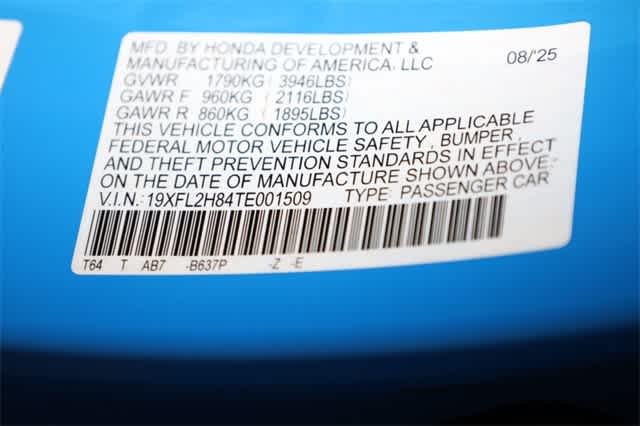 MFD. BY HONDA DEVELOPMENT &
MANUFACTURING OF AMERICA, LLC 08/'25
GVWR 1790KG ( 3946LBS)
GAWR F 960KG ( 2116LBS)
GAWR R 860KG ( 1895LBS)
THIS VEHICLE CONFORMS TO ALL APPLICABLE
FEDERAL MOTOR VEHICLE SAFETY, BUMPER,
AND THEFT PREVENTION STANDARDS IN EFFECT
ON THE DATE OF MANUFACTURE SHOWN ABOVE.
V.I.N.: 19XFL2H84TE001509 TYPE: PASSENGER CAR
T64 T AB7 -B637P -Z -E